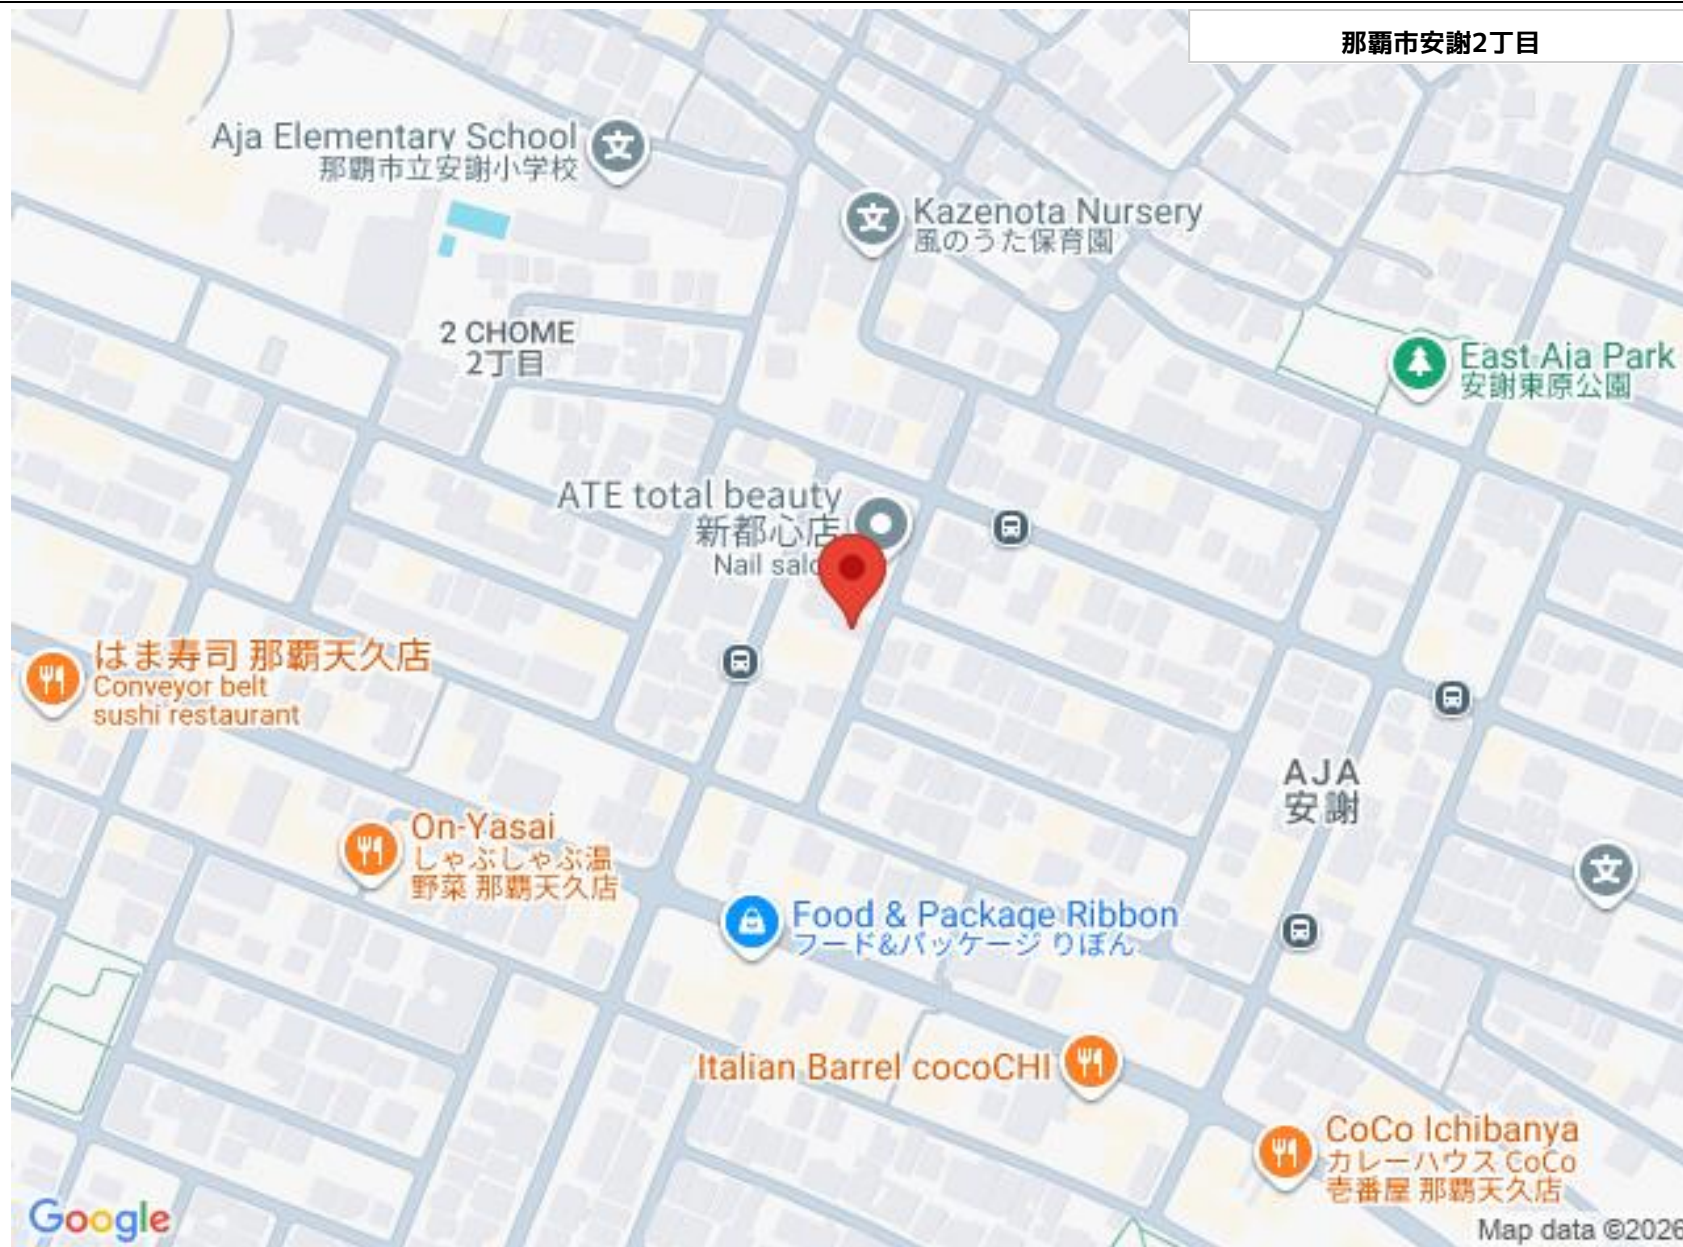 那覇市安謝2丁目
Aja Elementary School
那覇市立安謝小学校
Kazenota Nursery
風のうた保育園
2 CHOME
2丁目
East Aja Park
安謝東原公園
ATE total beauty
新都心店
Nail salo
はま寿司 那覇天久店
Conveyor belt
sushi restaurant
AJA
安謝
On-Yasai
しゃぶしゃぶ温
野菜 那覇天久店
Food & Package Ribbon
フード&パッケージ りぼん
Italian Barrel cocoCHI
CoCo Ichibanya
カレーハウス CoCo
壱番屋 那覇天久店
Google
Map data ©2026